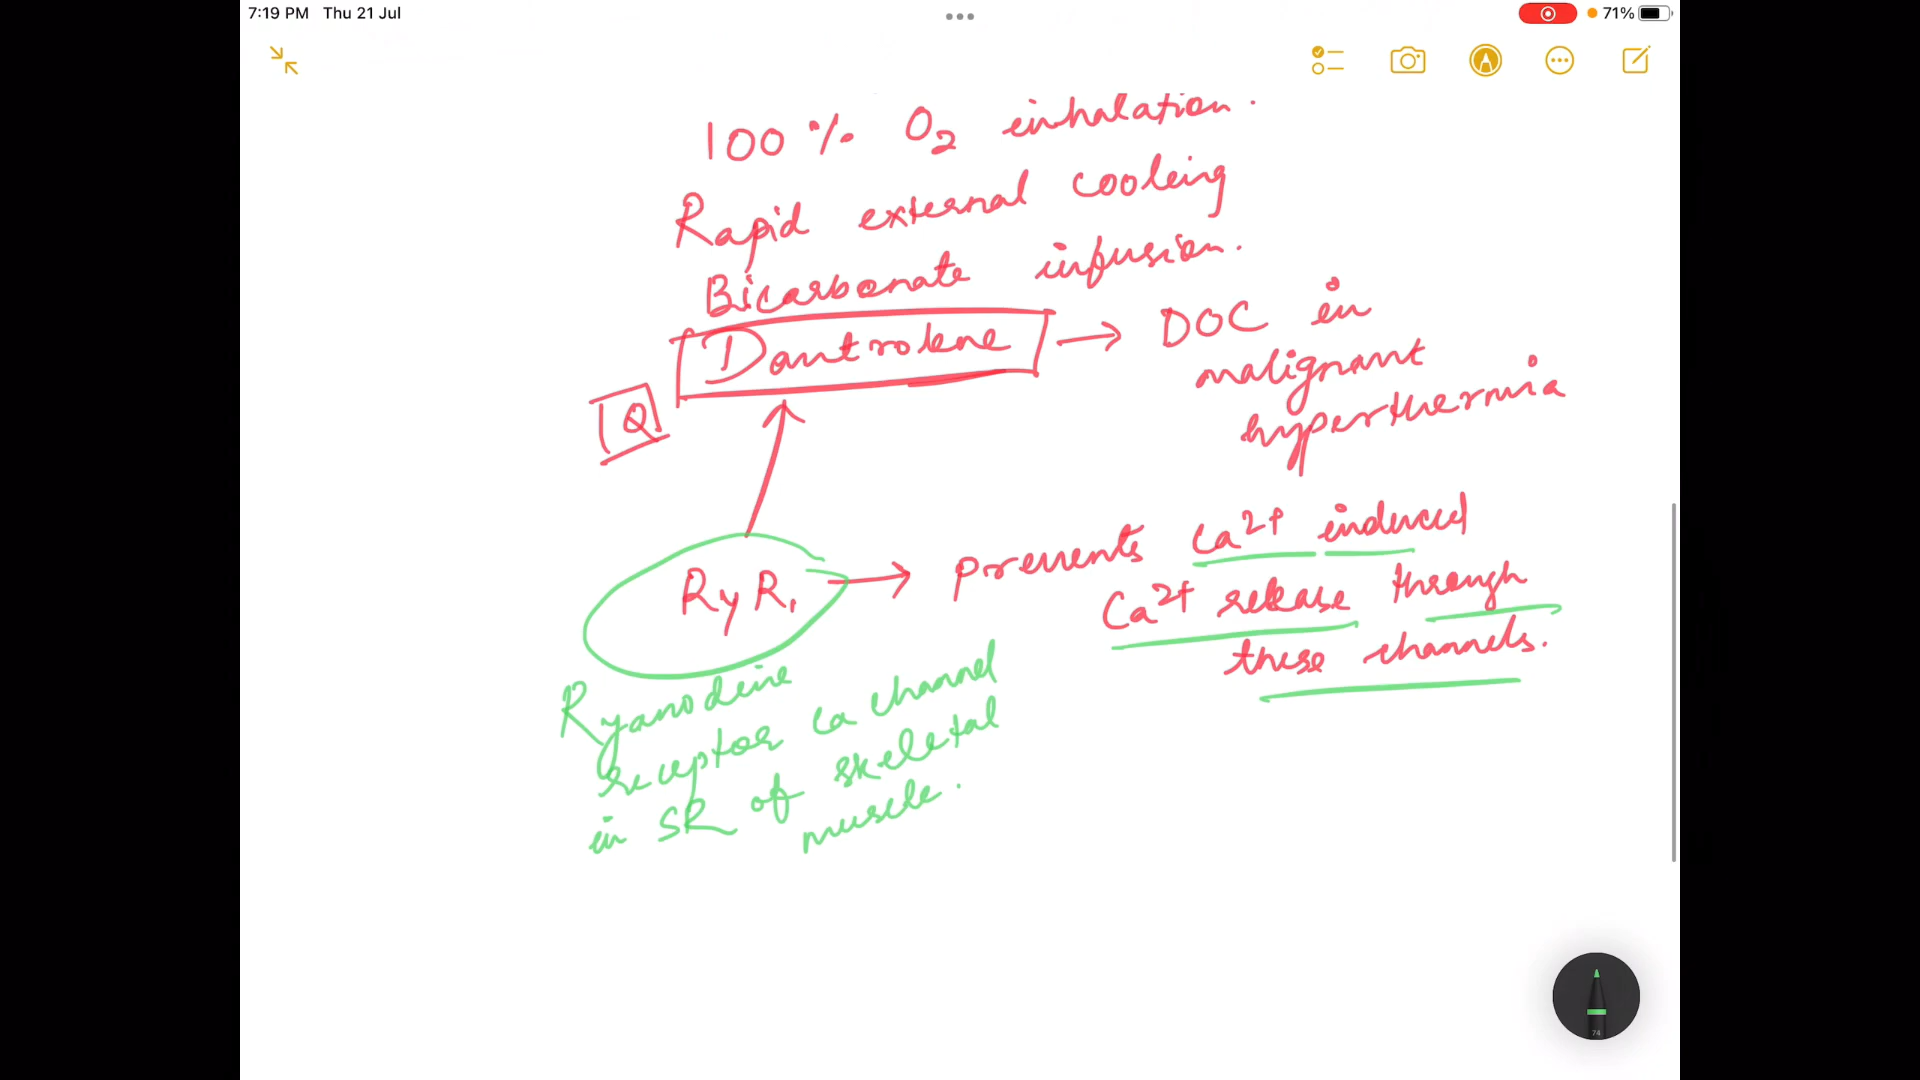 7:19 PM Thu 21 Jul
71%
100 % O2 inhalation.
Rapid external cooling
Bicarbonate infusion.
Dantrolene → DOC in
malignant
hyperthermia
Q
RyR1 → prevents Ca2+ induced
Ca2+ release through
these channels.
Ryanodine
receptor Ca channel
in SR of skeletal
muscle.
74